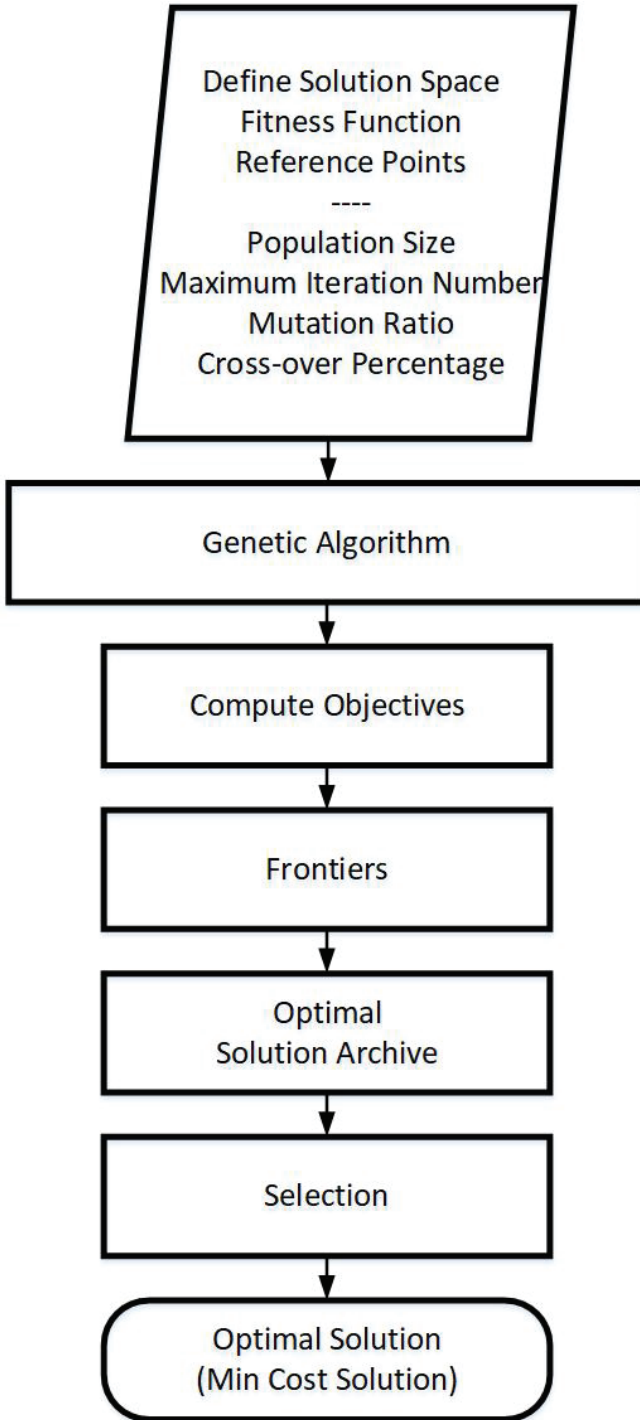 Define Solution Space
Fitness Function
Reference Points
----
Population Size
Maximum Iteration Number
Mutation Ratio
Cross-over Percentage
Genetic Algorithm
Compute Objectives
Frontiers
Optimal
Solution Archive
Selection
Optimal Solution
(Min Cost Solution)